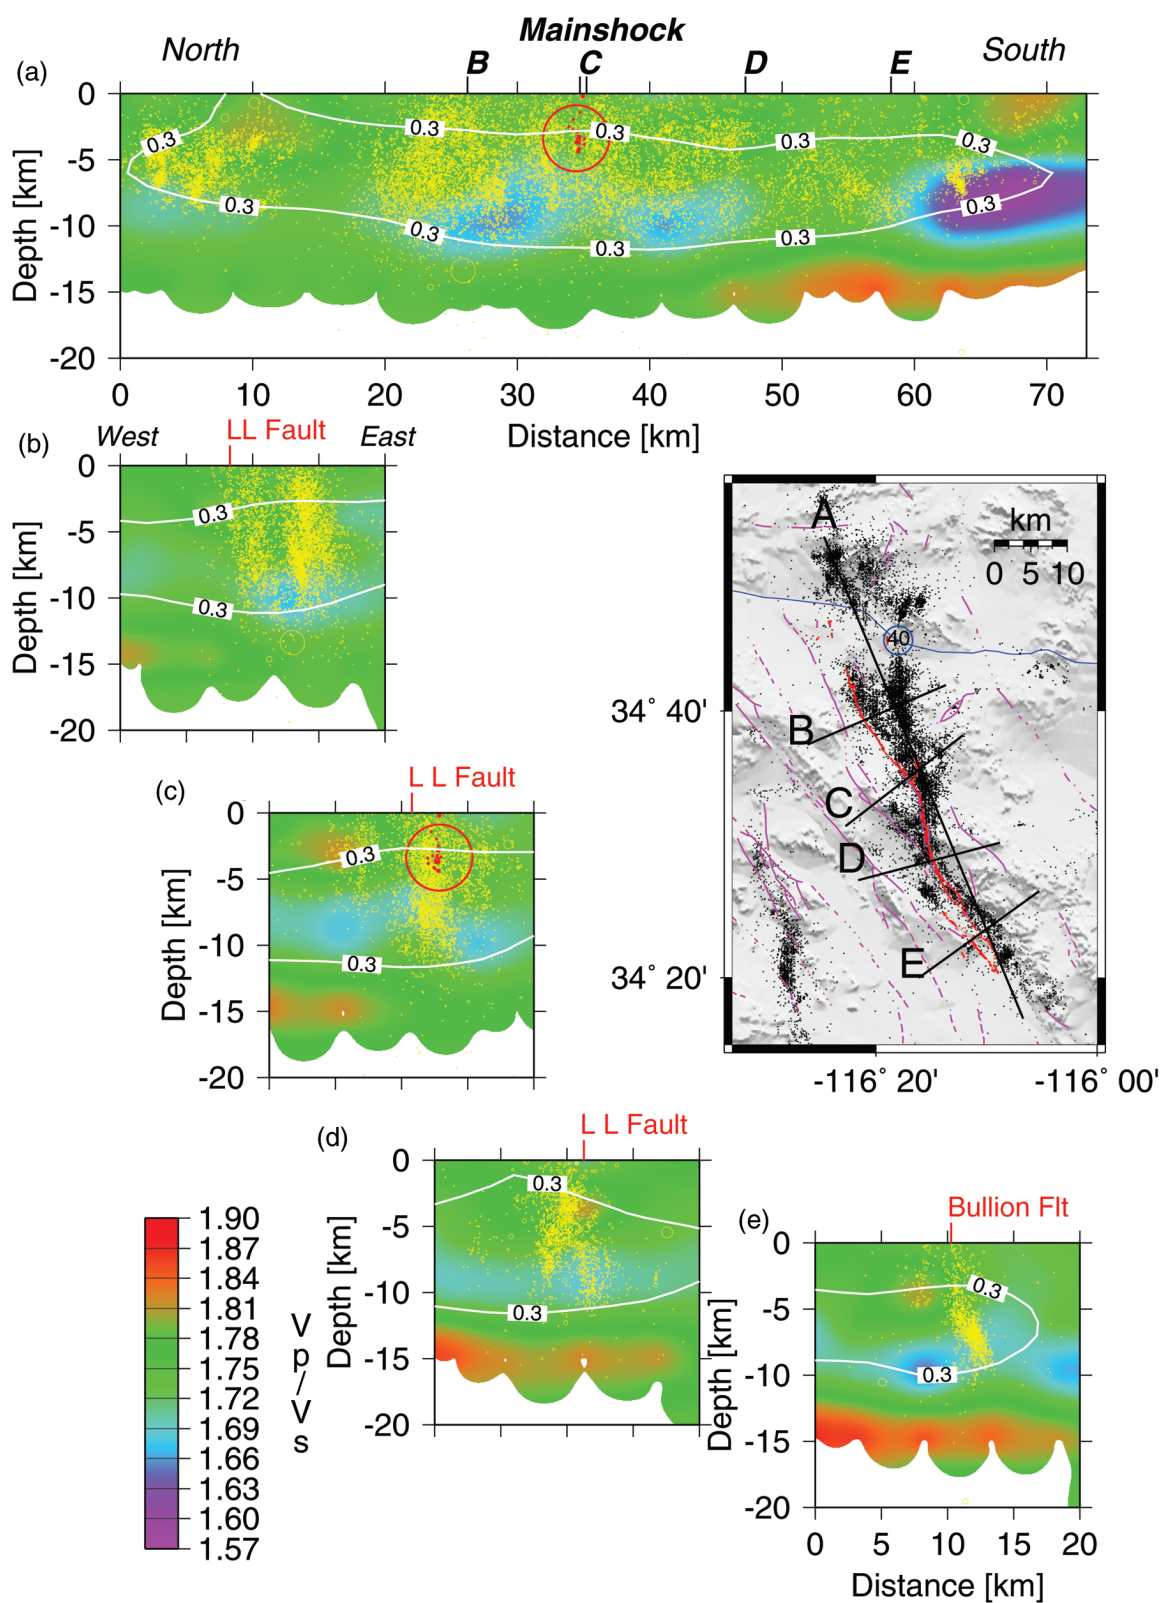 Mainshock
North B C D E South
(a)
0
-5
-10
-15
-20
Depth [km]
0.3 0.3 0.3 0.3 0.3
0.3 0.3 0.3 0.3 0.3
0 10 20 30 40 50 60 70
Distance [km]
(b)
West LL Fault East
0
-5
-10
-15
-20
Depth [km]
0.3
0.3
(c)
L L Fault
0
-5
-10
-15
-20
Depth [km]
0.3
0.3
A
B
C
D
E
40
km
0 5 10
34° 40'
34° 20'
-116° 20' -116° 00'
(d)
L L Fault
0
-5
-10
-15
-20
Depth [km]
0.3
0.3
1.90
1.87
1.84
1.81
1.78
1.75
1.72
1.69
1.66
1.63
1.60
1.57
Vp/Vs
(e)
Bullion Flt
0
-5
-10
-15
-20
Depth [km]
0.3
0.3
0 5 10 15 20
Distance [km]